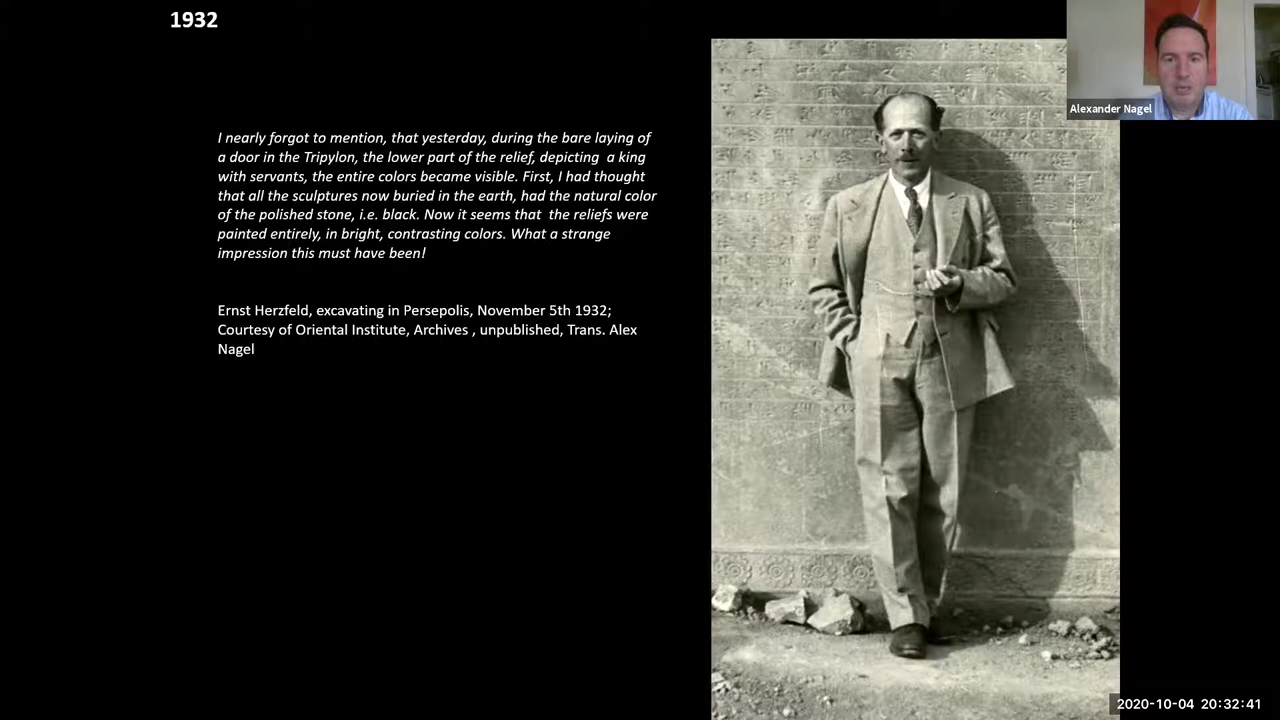 1932
I nearly forgot to mention, that yesterday, during the bare laying of
a door in the Tripylon, the lower part of the relief, depicting  a king
with servants, the entire colors became visible. First, I had thought
that all the sculptures now buried in the earth, had the natural color
of the polished stone, i.e. black. Now it seems that  the reliefs were
painted entirely, in bright, contrasting colors. What a strange
impression this must have been!
Ernst Herzfeld, excavating in Persepolis, November 5th 1932;
Courtesy of Oriental Institute, Archives , unpublished, Trans. Alex
Nagel
Alexander Nagel
2020-10-04 20:32:41